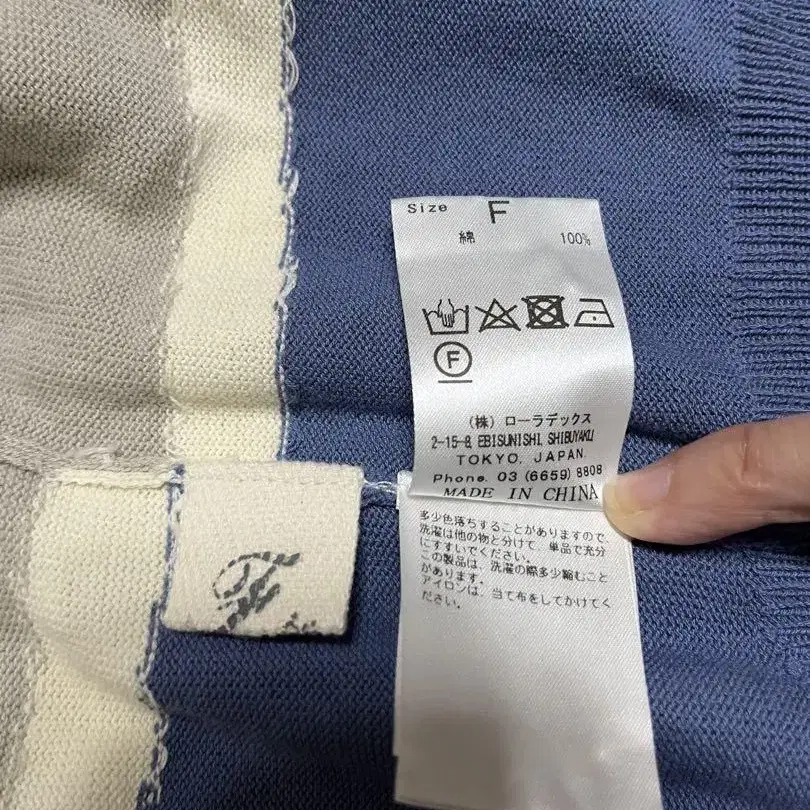 Size F
綿 100%
F
(株) ローラデックス
2-15-8, EBISUNISHI, SHIBUYAKU
TOKYO, JAPAN.
Phone. 03 (6659) 8808
MADE IN CHINA
多少色落ちすることがありますので、
洗濯は他の物と分けて、単品で充分
にすすいでください。
この製品は、洗濯の際多少縮むこと
があります。
アイロンは、当て布をしてかけてく
ださい。